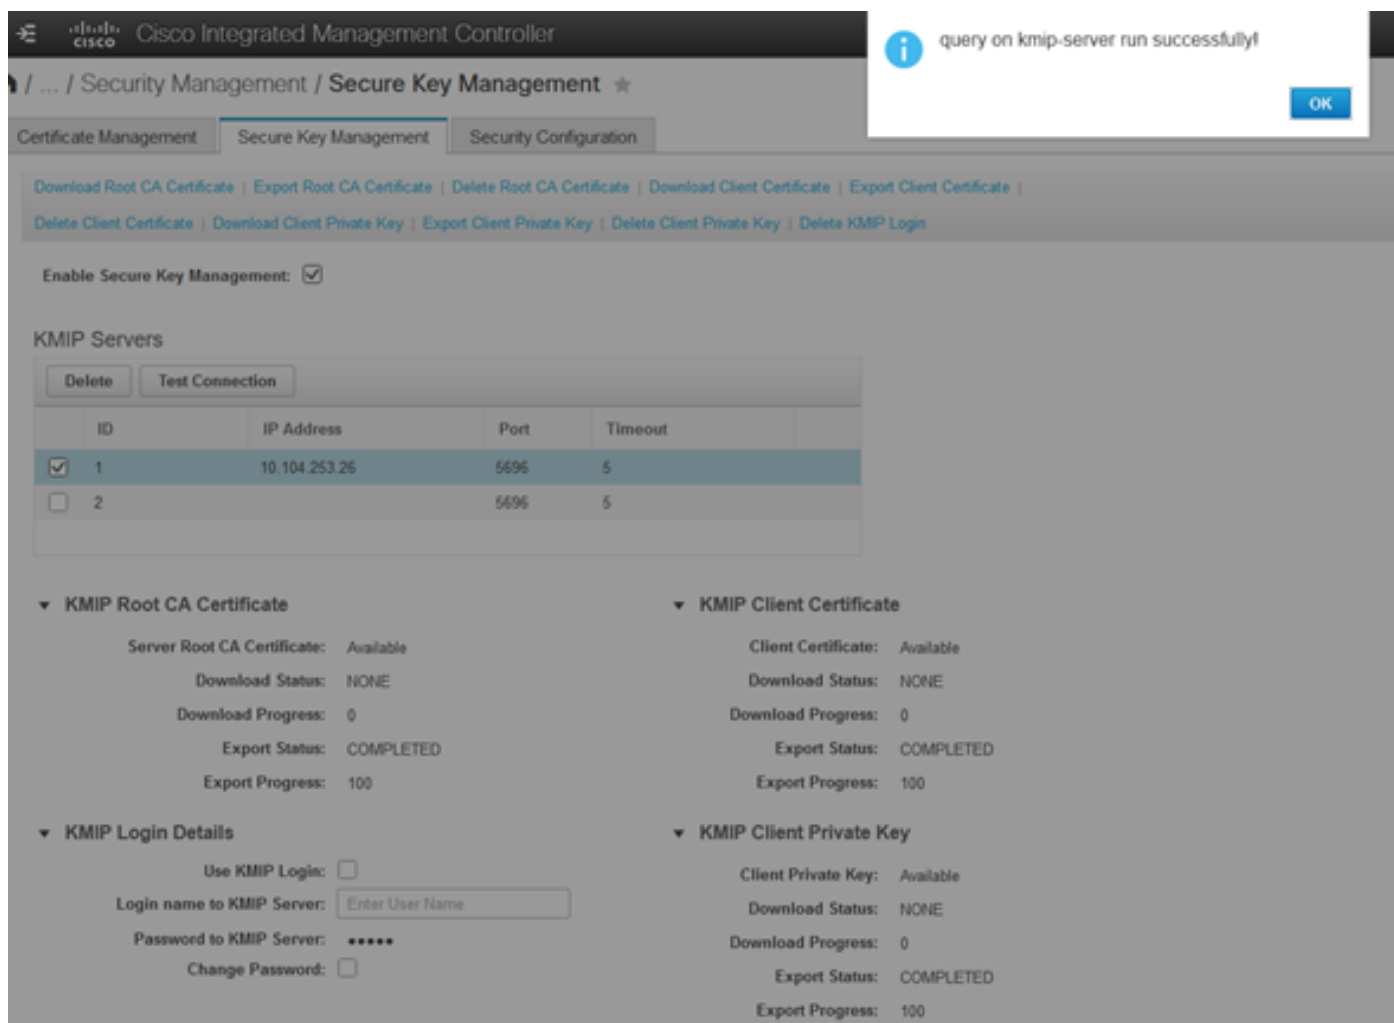 CISCO Cisco Integrated Management Controller
query on kmip-server run successfully!
OK
/ ... / Security Management / Secure Key Management
Certificate Management Secure Key Management Security Configuration
Download Root CA Certificate | Export Root CA Certificate | Delete Root CA Certificate | Download Client Certificate | Export Client Certificate |
Delete Client Certificate | Download Client Private Key | Export Client Private Key | Delete Client Private Key | Delete KMIP Login
Enable Secure Key Management:
KMIP Servers
Delete Test Connection
ID IP Address Port Timeout
1 10.104.253.26 5696 5
2 5696 5
KMIP Root CA Certificate
Server Root CA Certificate: Available
Download Status: NONE
Download Progress: 0
Export Status: COMPLETED
Export Progress: 100
KMIP Client Certificate
Client Certificate: Available
Download Status: NONE
Download Progress: 0
Export Status: COMPLETED
Export Progress: 100
KMIP Login Details
Use KMIP Login:
Login name to KMIP Server: Enter User Name
Password to KMIP Server: •••••
Change Password:
KMIP Client Private Key
Client Private Key: Available
Download Status: NONE
Download Progress: 0
Export Status: COMPLETED
Export Progress: 100